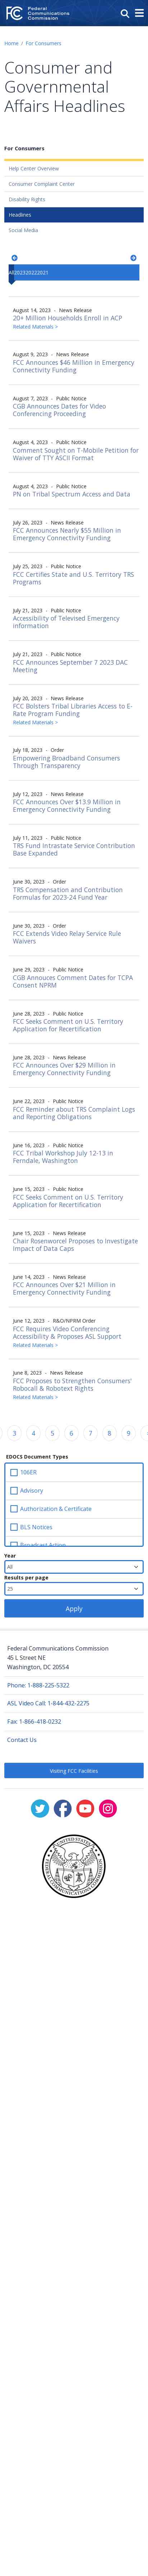 FC Federal
Communications
Commission
Home / For Consumers
Consumer and
Governmental
Affairs Headlines
For Consumers
Help Center Overview
Consumer Complaint Center
Disability Rights
Headlines
Social Media
All202320222021
August 14, 2023 - News Release
20+ Million Households Enroll in ACP
Related Materials >
August 9, 2023 - News Release
FCC Announces $46 Million in Emergency
Connectivity Funding
August 7, 2023 - Public Notice
CGB Announces Dates for Video
Conferencing Proceeding
August 4, 2023 - Public Notice
Comment Sought on T-Mobile Petition for
Waiver of TTY ASCII Format
August 4, 2023 - Public Notice
PN on Tribal Spectrum Access and Data
July 26, 2023 - News Release
FCC Announces Nearly $55 Million in
Emergency Connectivity Funding
July 25, 2023 - Public Notice
FCC Certifies State and U.S. Territory TRS
Programs
July 21, 2023 - Public Notice
Accessibility of Televised Emergency
Information
July 21, 2023 - Public Notice
FCC Announces September 7 2023 DAC
Meeting
July 20, 2023 - News Release
FCC Bolsters Tribal Libraries Access to E-
Rate Program Funding
Related Materials >
July 18, 2023 - Order
Empowering Broadband Consumers
Through Transparency
July 12, 2023 - News Release
FCC Announces Over $13.9 Million in
Emergency Connectivity Funding
July 11, 2023 - Public Notice
TRS Fund Intrastate Service Contribution
Base Expanded
June 30, 2023 - Order
TRS Compensation and Contribution
Formulas for 2023-24 Fund Year
June 30, 2023 - Order
FCC Extends Video Relay Service Rule
Waivers
June 29, 2023 - Public Notice
CGB Annouces Comment Dates for TCPA
Consent NPRM
June 28, 2023 - Public Notice
FCC Seeks Comment on U.S. Territory
Application for Recertification
June 28, 2023 - News Release
FCC Announces Over $29 Million in
Emergency Connectivity Funding
June 22, 2023 - Public Notice
FCC Reminder about TRS Complaint Logs
and Reporting Obligations
June 16, 2023 - Public Notice
FCC Tribal Workshop July 12-13 in
Ferndale, Washington
June 15, 2023 - Public Notice
FCC Seeks Comment on U.S. Territory
Application for Recertification
June 15, 2023 - News Release
Chair Rosenworcel Proposes to Investigate
Impact of Data Caps
June 14, 2023 - News Release
FCC Announces Over $21 Million in
Emergency Connectivity Funding
June 12, 2023 - R&O/NPRM Order
FCC Requires Video Conferencing
Accessibility & Proposes ASL Support
Related Materials >
June 8, 2023 - News Release
FCC Proposes to Strengthen Consumers'
Robocall & Robotext Rights
Related Materials >
3 4 5 6 7 8 9
EDOCS Document Types
106ER
Advisory
Authorization & Certificate
BLS Notices
Broadcast Action
Year
All
Results per page
25
Apply
Federal Communications Commission
45 L Street NE
Washington, DC 20554
Phone: 1-888-225-5322
ASL Video Call: 1-844-432-2275
Fax: 1-866-418-0232
Contact Us
Visiting FCC Facilities